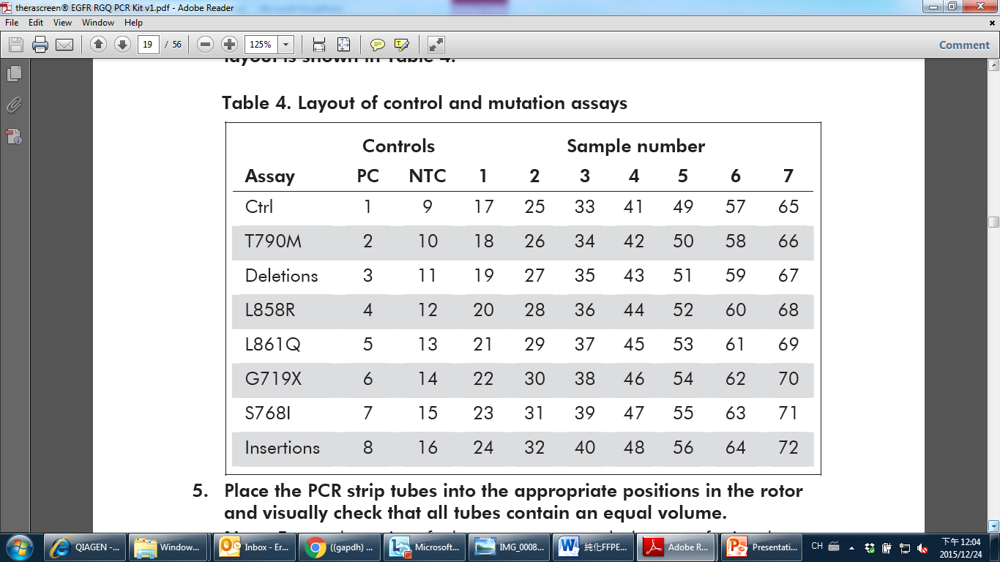 therascreen® EGFR RGQ PCR Kit v1.pdf - Adobe Reader
File Edit View Window Help
19 / 56 125% Comment
layout is shown in Table 4.
Table 4. Layout of control and mutation assays
Controls Sample number
Assay PC NTC 1 2 3 4 5 6 7
Ctrl 1 9 17 25 33 41 49 57 65
T790M 2 10 18 26 34 42 50 58 66
Deletions 3 11 19 27 35 43 51 59 67
L858R 4 12 20 28 36 44 52 60 68
L861Q 5 13 21 29 37 45 53 61 69
G719X 6 14 22 30 38 46 54 62 70
S768I 7 15 23 31 39 47 55 63 71
Insertions 8 16 24 32 40 48 56 64 72
5. Place the PCR strip tubes into the appropriate positions in the rotor
and visually check that all tubes contain an equal volume.
QIAGEN -... Window... Inbox - Er... ((gapdh) ... Microsoft... IMG_0008... 純化FFPE... Adobe R... Presentati... CH 下午 12:04
2015/12/24